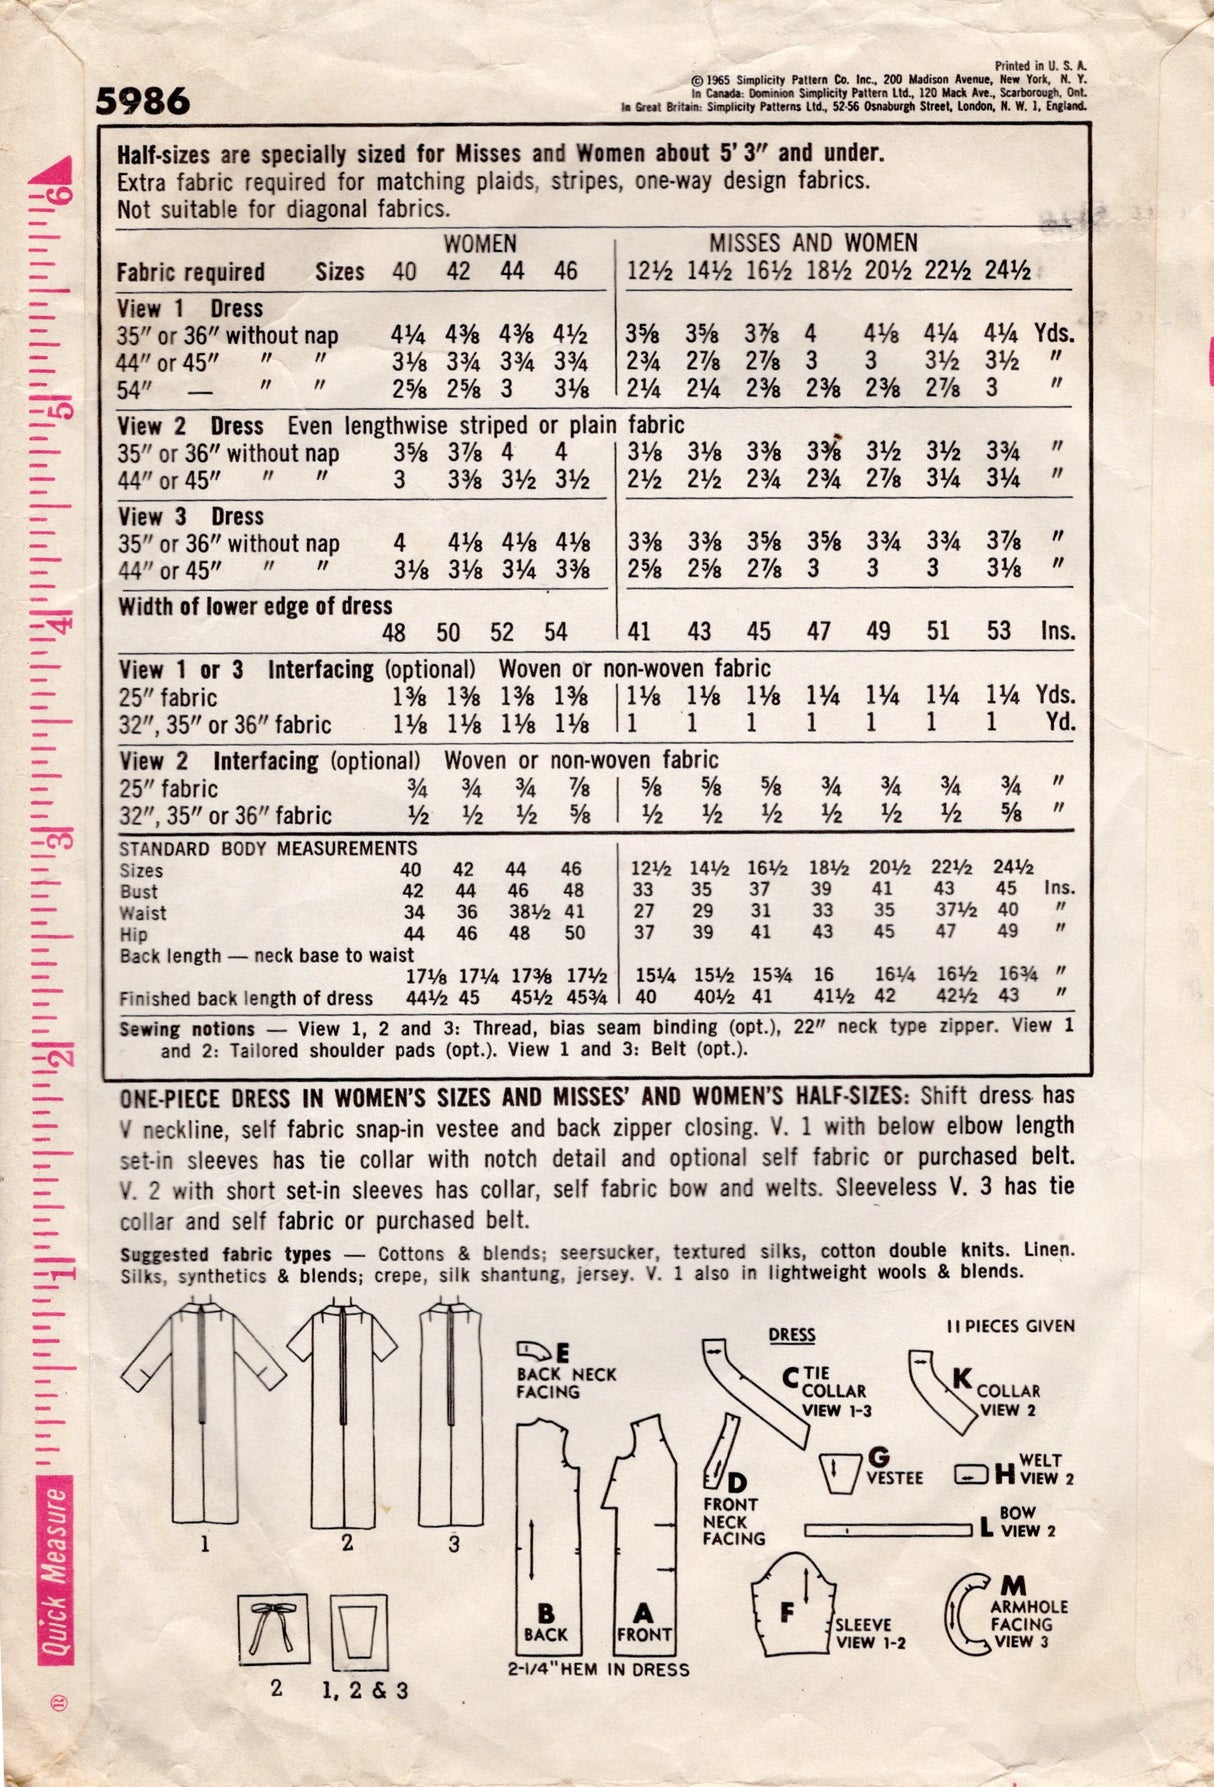 Printed in U. S. A.
© 1965 Simplicity Pattern Co. Inc., 200 Madison Avenue, New York, N. Y.
In Canada: Dominion Simplicity Pattern Ltd., 120 Mack Ave., Scarborough, Ont.
In Great Britain: Simplicity Patterns Ltd., 52-56 Osnaburgh Street, London, N. W. 1, England.
5986
Half-sizes are specially sized for Misses and Women about 5' 3" and under.
Extra fabric required for matching plaids, stripes, one-way design fabrics.
Not suitable for diagonal fabrics.
WOMEN MISSES AND WOMEN
Fabric required Sizes 40 42 44 46 12½ 14½ 16½ 18½ 20½ 22½ 24½
View 1 Dress
35" or 36" without nap 4¼ 4⅜ 4⅜ 4½ 3⅝ 3⅝ 3⅞ 4 4⅛ 4¼ 4¼ Yds.
44" or 45" " " 3⅛ 3¾ 3¾ 3¾ 2¾ 2⅞ 2⅞ 3 3 3½ 3½ "
54" — " " 2⅝ 2⅝ 3 3⅛ 2¼ 2¼ 2⅜ 2⅜ 2⅜ 2⅞ 3 "
View 2 Dress Even lengthwise striped or plain fabric
35" or 36" without nap 3⅝ 3⅞ 4 4 3⅛ 3⅛ 3⅜ 3⅜ 3½ 3½ 3¾ "
44" or 45" " " 3 3⅜ 3½ 3½ 2½ 2½ 2¾ 2¾ 2⅞ 3¼ 3¼ "
View 3 Dress
35" or 36" without nap 4 4⅛ 4⅛ 4⅛ 3⅜ 3⅜ 3⅝ 3⅝ 3¾ 3¾ 3⅞ "
44" or 45" " " 3⅛ 3⅛ 3¼ 3⅜ 2⅝ 2⅝ 2⅞ 3 3 3 3⅛ "
Width of lower edge of dress
48 50 52 54 41 43 45 47 49 51 53 Ins.
View 1 or 3 Interfacing (optional) Woven or non-woven fabric
25" fabric 1⅜ 1⅜ 1⅜ 1⅜ 1⅛ 1⅛ 1⅛ 1¼ 1¼ 1¼ 1¼ Yds.
32", 35" or 36" fabric 1⅛ 1⅛ 1⅛ 1⅛ 1 1 1 1 1 1 1 Yd.
View 2 Interfacing (optional) Woven or non-woven fabric
25" fabric ¾ ¾ ¾ ⅞ ⅝ ⅝ ⅝ ¾ ¾ ¾ ¾ "
32", 35" or 36" fabric ½ ½ ½ ⅝ ½ ½ ½ ½ ½ ½ ⅝ "
STANDARD BODY MEASUREMENTS
Sizes 40 42 44 46 12½ 14½ 16½ 18½ 20½ 22½ 24½
Bust 42 44 46 48 33 35 37 39 41 43 45 Ins.
Waist 34 36 38½ 41 27 29 31 33 35 37½ 40 "
Hip 44 46 48 50 37 39 41 43 45 47 49 "
Back length — neck base to waist
17⅛ 17¼ 17⅜ 17½ 15¼ 15½ 15¾ 16 16¼ 16½ 16¾ "
Finished back length of dress 44½ 45 45½ 45¾ 40 40½ 41 41½ 42 42½ 43 "
Sewing notions — View 1, 2 and 3: Thread, bias seam binding (opt.), 22" neck type zipper. View 1
and 2: Tailored shoulder pads (opt.). View 1 and 3: Belt (opt.).
ONE-PIECE DRESS IN WOMEN'S SIZES AND MISSES' AND WOMEN'S HALF-SIZES: Shift dress has
V neckline, self fabric snap-in vestee and back zipper closing. V. 1 with below elbow length
set-in sleeves has tie collar with notch detail and optional self fabric or purchased belt.
V. 2 with short set-in sleeves has collar, self fabric bow and welts. Sleeveless V. 3 has tie
collar and self fabric or purchased belt.
Suggested fabric types — Cottons & blends; seersucker, textured silks, cotton double knits. Linen.
Silks, synthetics & blends; crepe, silk shantung, jersey. V. 1 also in lightweight wools & blends.
1
2
3
2
1, 2 & 3
DRESS
11 PIECES GIVEN
E
BACK NECK
FACING
C TIE
COLLAR
VIEW 1-3
K COLLAR
VIEW 2
D
FRONT
NECK
FACING
G
VESTEE
H WELT
VIEW 2
L BOW
VIEW 2
B
BACK
A
FRONT
F
SLEEVE
VIEW 1-2
M
ARMHOLE
FACING
VIEW 3
2-1/4" HEM IN DRESS
6
5
4
3
2
1
Quick Measure
®